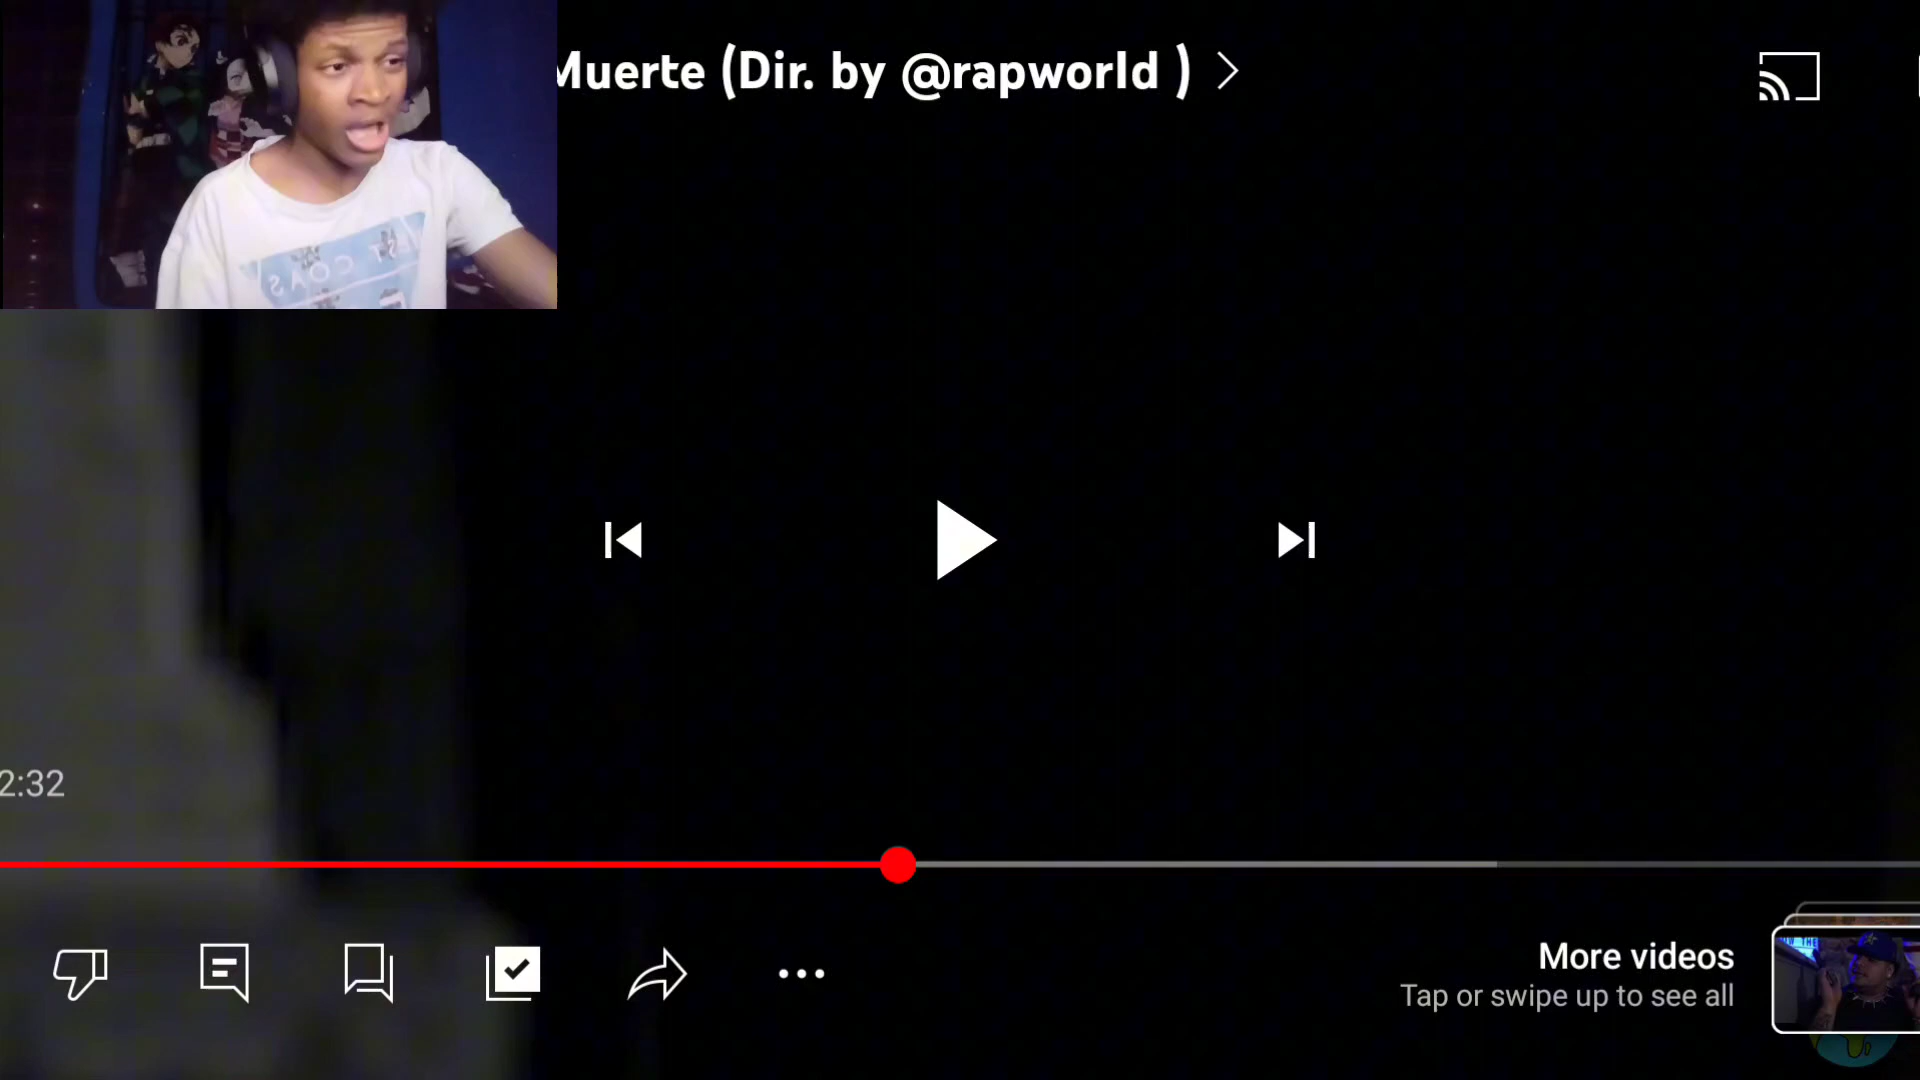 Muerte (Dir. by @rapworld )
2:32
More videos
Tap or swipe up to see all